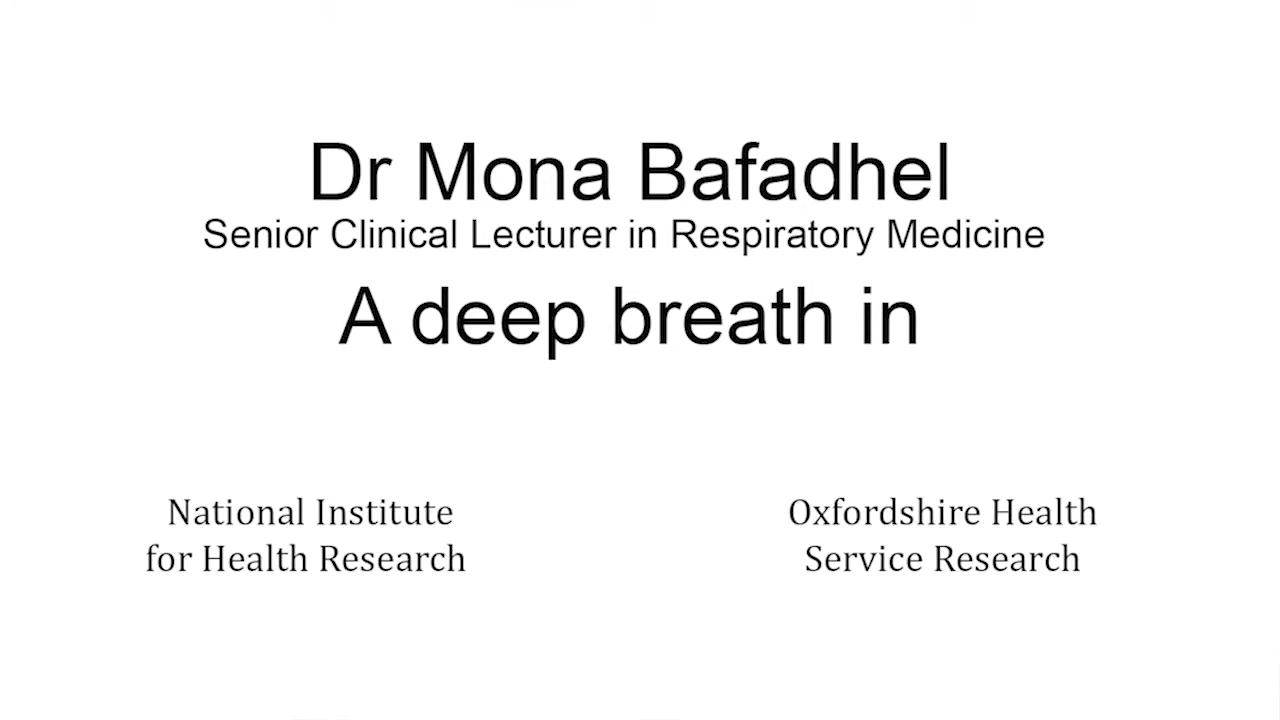 Dr Mona Bafadhel
Senior Clinical Lecturer in Respiratory Medicine
A deep breath in
National Institute
for Health Research
Oxfordshire Health
Service Research